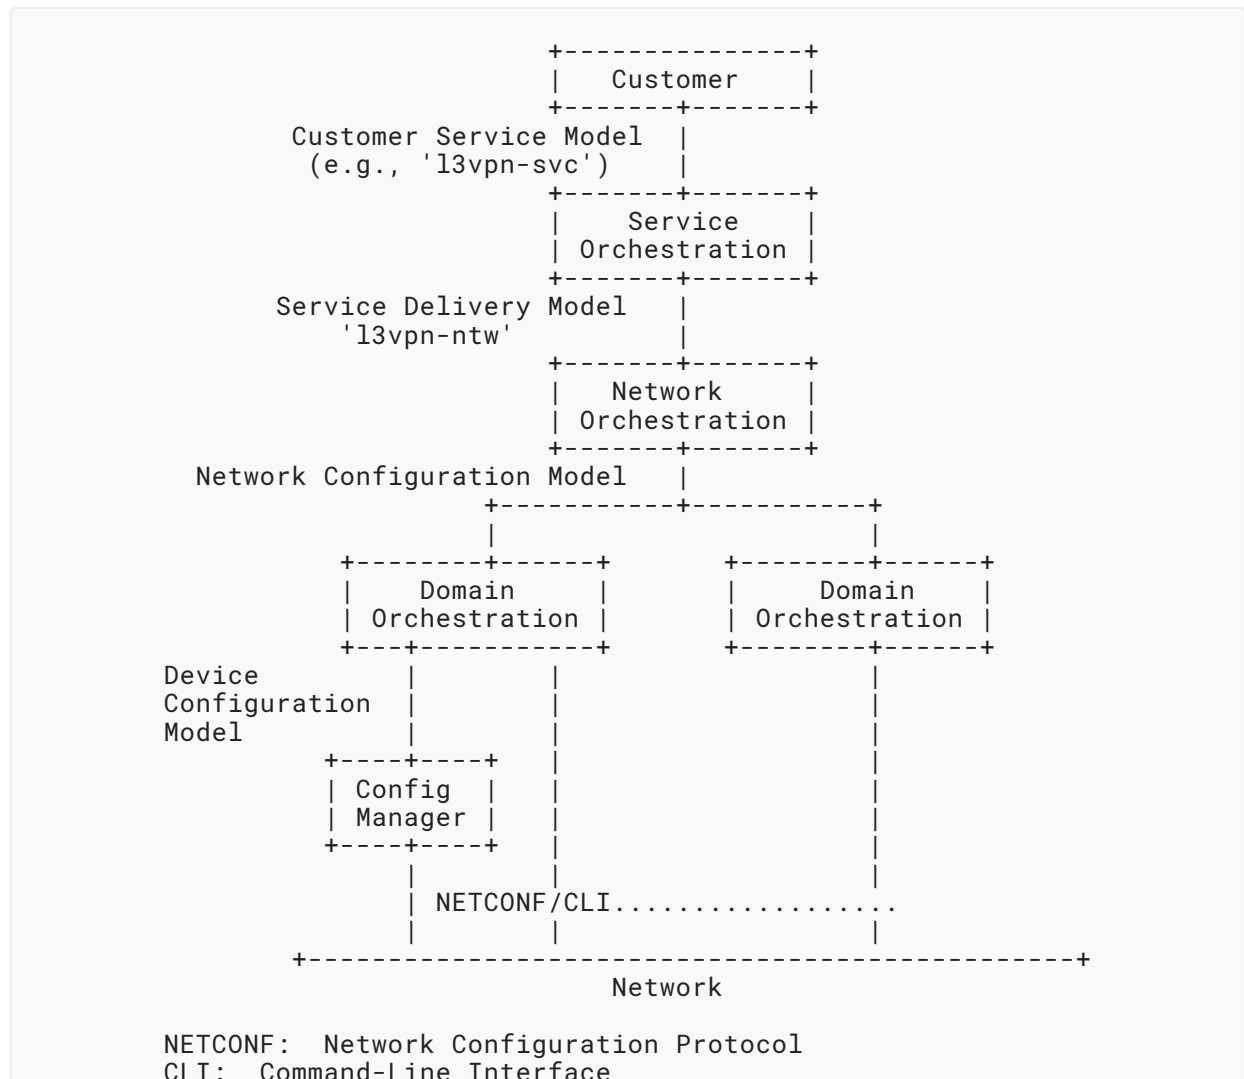 +---------------+
|   Customer    |
+-------+-------+
Customer Service Model  |
(e.g., 'l3vpn-svc')    |
+-------+-------+
|    Service    |
| Orchestration |
+-------+-------+
Service Delivery Model   |
'l3vpn-ntw'          |
+-------+-------+
|   Network     |
| Orchestration |
+-------+-------+
Network Configuration Model   |
+-----------+-----------+
|                       |
+--------+------+       +--------+------+
|    Domain     |       |     Domain    |
| Orchestration |       | Orchestration |
+---+-----------+       +--------+------+
Device         |        |                   |
Configuration  |        |                   |
Model          |        |                   |
+----+----+   |                   |
| Config  |   |                   |
| Manager |   |                   |
+----+----+   |                   |
|        |                   |
| NETCONF/CLI..................
|        |                   |
+------------------------------------------------+
Network
NETCONF:  Network Configuration Protocol
CLI:  Command-Line Interface